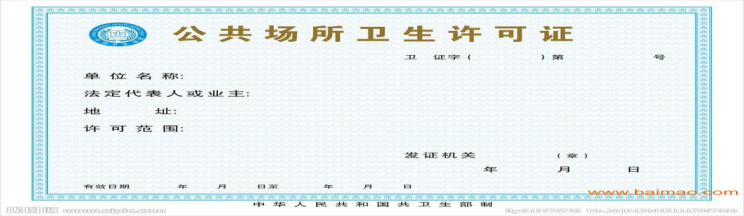 公共场所卫生许可证
卫 证字( )第 号
单位名称:
法定代表人或业主:
地 址:
许可范围:
发证机关 (章)
年 月 日
有效日期 年 月 日至 年 月 日
www.baimao.com
中华人民共和国共卫生部制